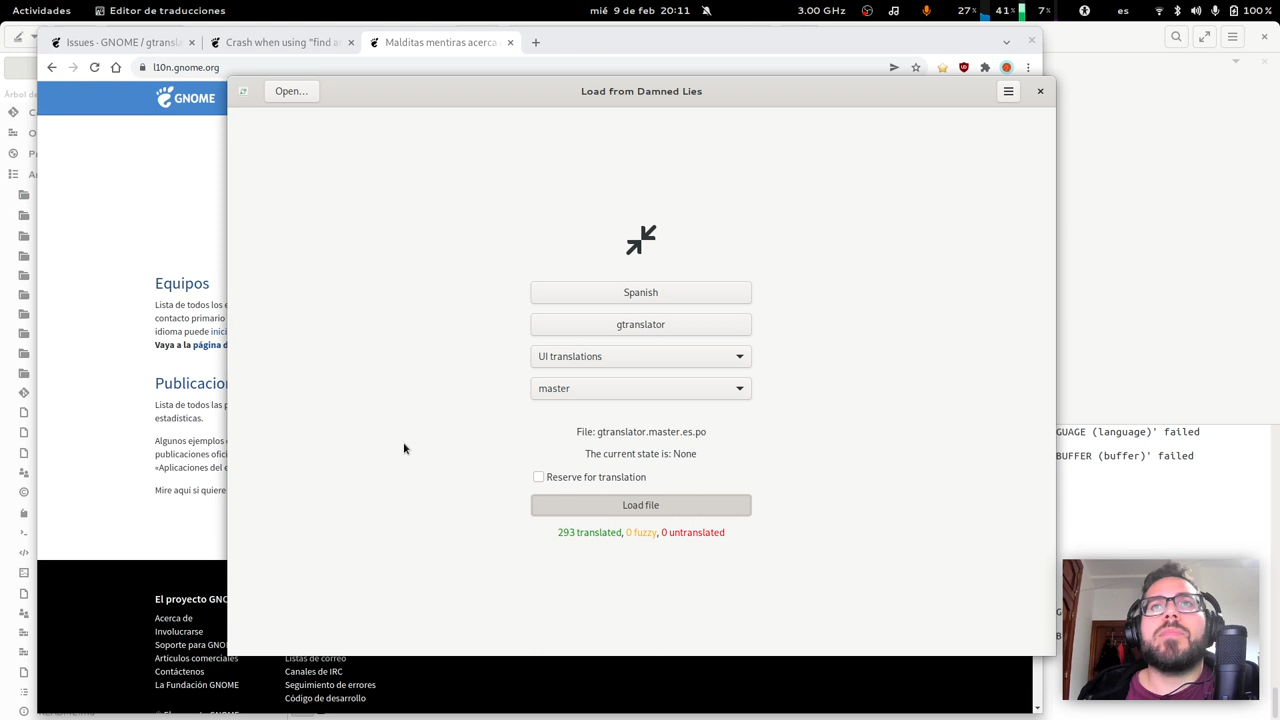 Actividades
Editor de traducciones
mié 9 de feb 20:11
3.00 GHz
27%
41%
es
100 %
Issues · GNOME / gtransla
Crash when using "find a
Malditas mentiras acerca
l10n.gnome.org
GNOME
Árbol de
Equipos
Lista de todos los e
contacto primario
idioma puede inici
Vaya a la página d
Publicacion
Lista de todas las p
estadísticas.
Algunos ejemplos d
publicaciones ofici
«Aplicaciones del e
Mire aquí si quiere
Open...
Load from Damned Lies
Spanish
gtranslator
UI translations
master
File: gtranslator.master.es.po
The current state is: None
Reserve for translation
Load file
293 translated, 0 fuzzy, 0 untranslated
GUAGE (language)' failed
BUFFER (buffer)' failed
El proyecto GNO
Acerca de
Involucrarse
Soporte para GNO
Artículos comerciales
Contáctenos
La Fundación GNOME
Listas de correo
Canales de IRC
Seguimiento de errores
Código de desarrollo